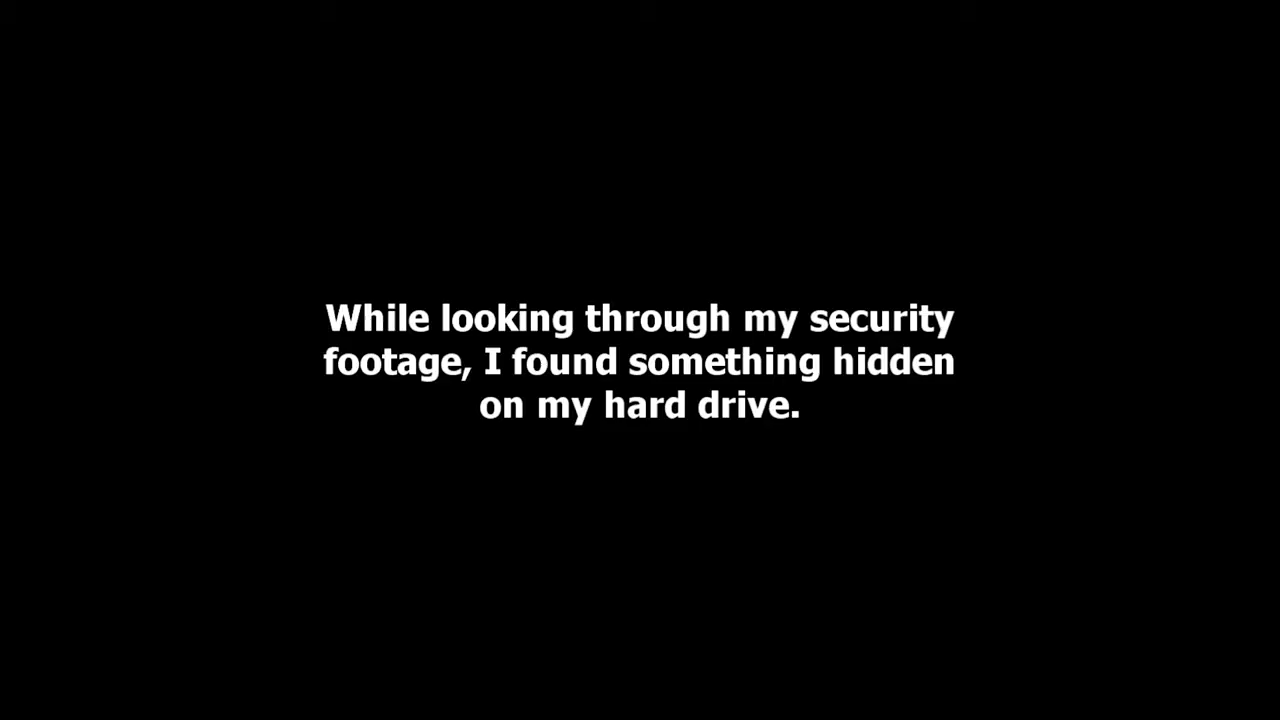 While looking through my security
footage, I found something hidden
on my hard drive.